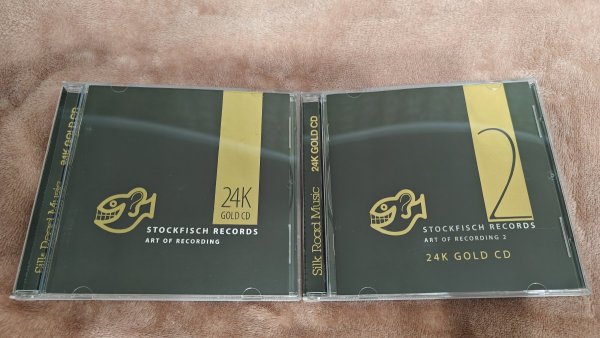 Silk Road Music 24K GOLD CD
24K
GOLD CD
?
STOCKFISCH RECORDS
ART OF RECORDING
Silk Road Music 24K GOLD CD
2
?
STOCKFISCH RECORDS
ART OF RECORDING 2
24K GOLD CD